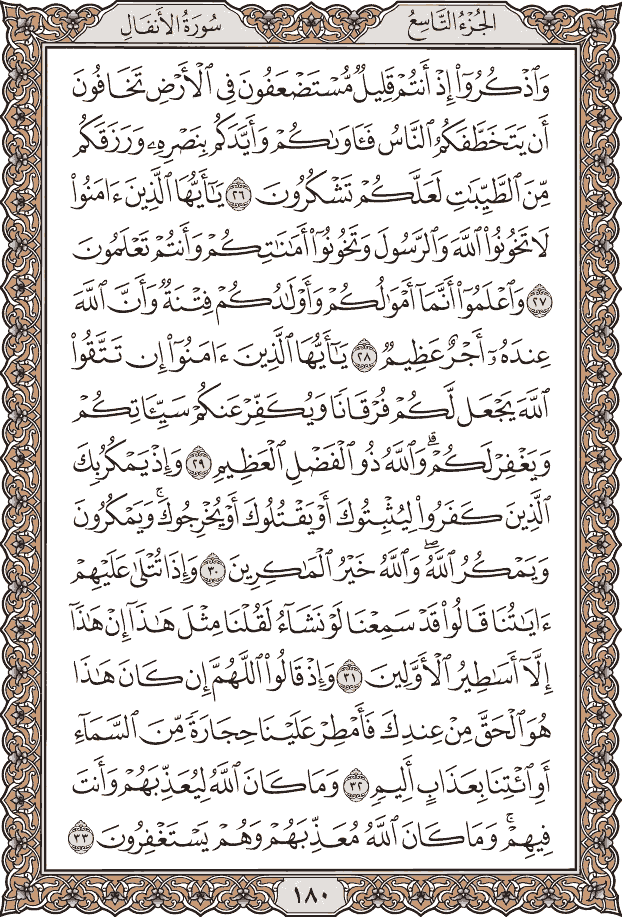 الجُزْءُ التَّاسِعُ
سُورَةُ الأَنفَالِ
وَٱذۡكُرُوٓاْ إِذۡ أَنتُمۡ قَلِيلٞ مُّسۡتَضۡعَفُونَ فِي ٱلۡأَرۡضِ تَخَافُونَ
أَن يَتَخَطَّفَكُمُ ٱلنَّاسُ فَـَٔاوَىٰكُمۡ وَأَيَّدَكُم بِنَصۡرِهِۦ وَرَزَقَكُم
مِّنَ ٱلطَّيِّبَٰتِ لَعَلَّكُمۡ تَشۡكُرُونَ ٢٦ يَٰٓأَيُّهَا ٱلَّذِينَ ءَامَنُواْ
لَا تَخُونُواْ ٱللَّهَ وَٱلرَّسُولَ وَتَخُونُوٓاْ أَمَٰنَٰتِكُمۡ وَأَنتُمۡ تَعۡلَمُونَ
٢٧ وَٱعۡلَمُوٓاْ أَنَّمَآ أَمۡوَٰلُكُمۡ وَأَوۡلَٰدُكُمۡ فِتۡنَةٞ وَأَنَّ ٱللَّهَ
عِندَهُۥٓ أَجۡرٌ عَظِيمٞ ٢٨ يَٰٓأَيُّهَا ٱلَّذِينَ ءَامَنُوٓاْ إِن تَتَّقُواْ
ٱللَّهَ يَجۡعَل لَّكُمۡ فُرۡقَانٗا وَيُكَفِّرۡ عَنكُمۡ سَيِّـَٔاتِكُمۡ
وَيَغۡفِرۡ لَكُمۡۗ وَٱللَّهُ ذُو ٱلۡفَضۡلِ ٱلۡعَظِيمِ ٢٩ وَإِذۡ يَمۡكُرُ بِكَ
ٱلَّذِينَ كَفَرُواْ لِيُثۡبِتُوكَ أَوۡ يَقۡتُلُوكَ أَوۡ يُخۡرِجُوكَۚ وَيَمۡكُرُونَ
وَيَمۡكُرُ ٱللَّهُۖ وَٱللَّهُ خَيۡرُ ٱلۡمَٰكِرِينَ ٣٠ وَإِذَا تُتۡلَىٰ عَلَيۡهِمۡ
ءَايَٰتُنَا قَالُواْ قَدۡ سَمِعۡنَا لَوۡ نَشَآءُ لَقُلۡنَا مِثۡلَ هَٰذَآ إِنۡ هَٰذَآ
إِلَّآ أَسَٰطِيرُ ٱلۡأَوَّلِينَ ٣١ وَإِذۡ قَالُواْ ٱللَّهُمَّ إِن كَانَ هَٰذَا
هُوَ ٱلۡحَقَّ مِنۡ عِندِكَ فَأَمۡطِرۡ عَلَيۡنَا حِجَارَةٗ مِّنَ ٱلسَّمَآءِ
أَوِ ٱئۡتِنَا بِعَذَابٍ أَلِيمٖ ٣٢ وَمَا كَانَ ٱللَّهُ لِيُعَذِّبَهُمۡ وَأَنتَ
فِيهِمۡۚ وَمَا كَانَ ٱللَّهُ مُعَذِّبَهُمۡ وَهُمۡ يَسۡتَغۡفِرُونَ ٣٣
١٨٠